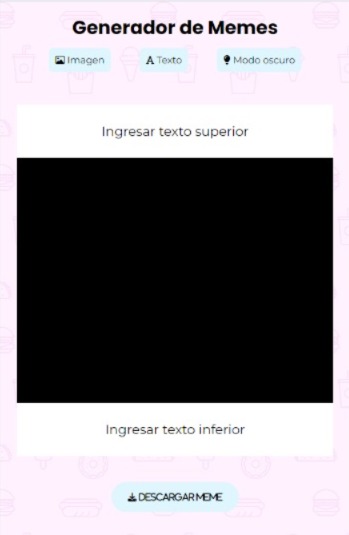 Generador de Memes
Imagen
Texto
Modo oscuro
Ingresar texto superior
Ingresar texto inferior
DESCARGAR MEME